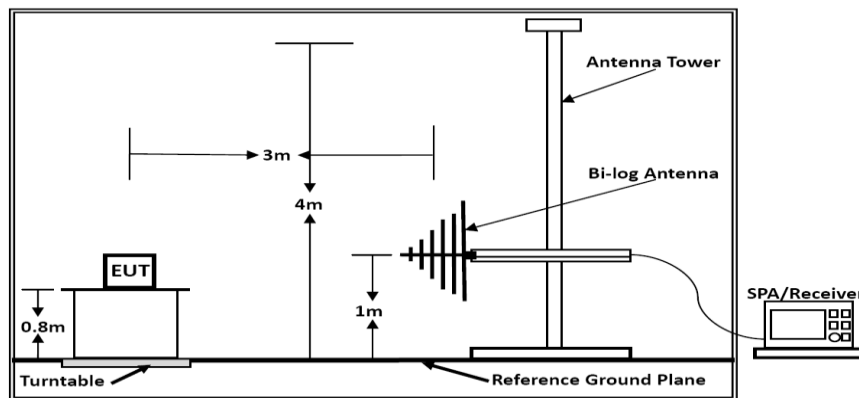 Antenna Tower
3m
Bi-log Antenna
4m
EUT
1m
SPA/Receiver
0.8m
Turntable
Reference Ground Plane